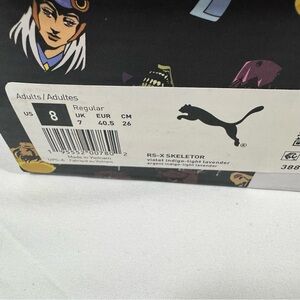 Adults/Adultes
Regular
US 8 UK EUR CM
7 40.5 26
Made in Vietnam
RS-X SKELETOR
violet indigo-light lavender
388